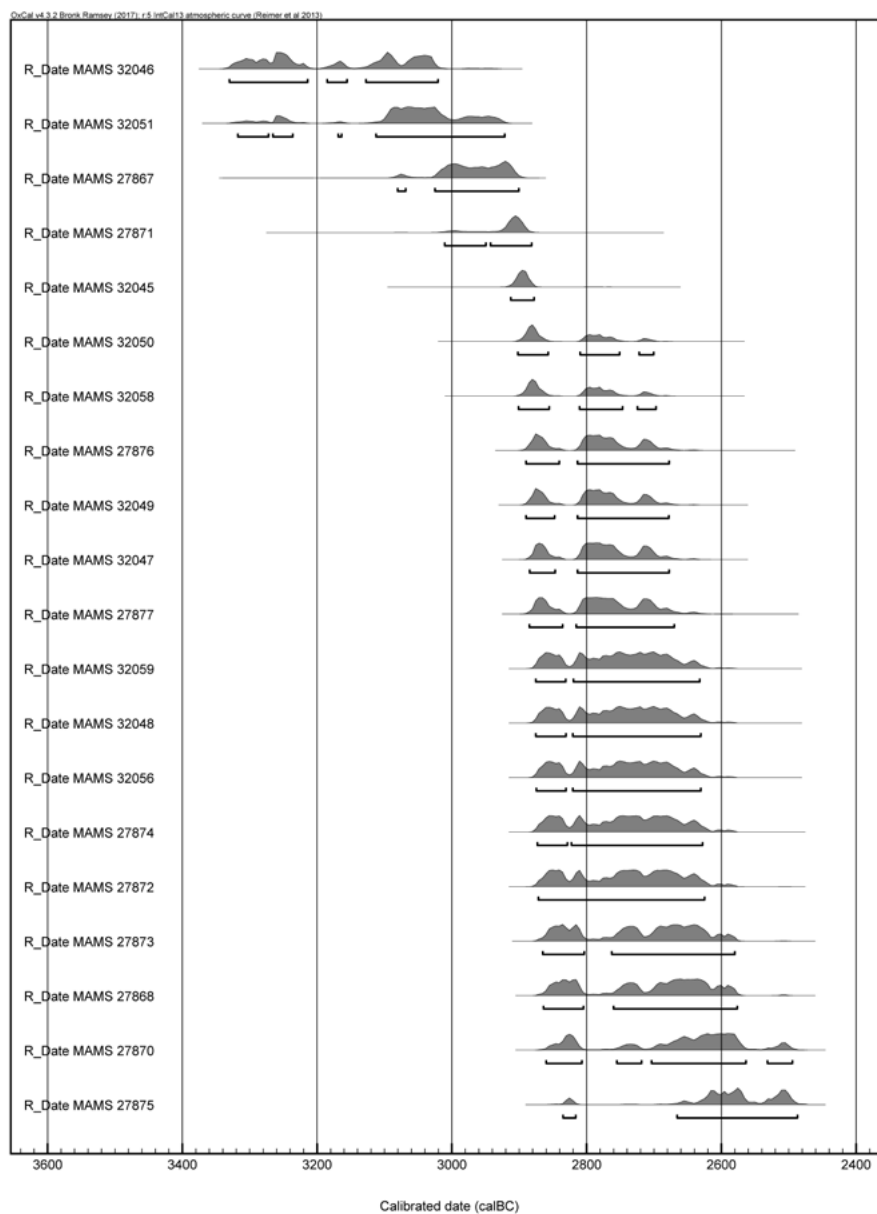 OxCal v4.3.2 Bronk Ramsey (2017); r:5 IntCal13 atmospheric curve (Reimer et al 2013)
R_Date MAMS 32046
R_Date MAMS 32051
R_Date MAMS 27867
R_Date MAMS 27871
R_Date MAMS 32045
R_Date MAMS 32050
R_Date MAMS 32058
R_Date MAMS 27876
R_Date MAMS 32049
R_Date MAMS 32047
R_Date MAMS 27877
R_Date MAMS 32059
R_Date MAMS 32048
R_Date MAMS 32056
R_Date MAMS 27874
R_Date MAMS 27872
R_Date MAMS 27873
R_Date MAMS 27868
R_Date MAMS 27870
R_Date MAMS 27875
3600 3400 3200 3000 2800 2600 2400
Calibrated date (calBC)